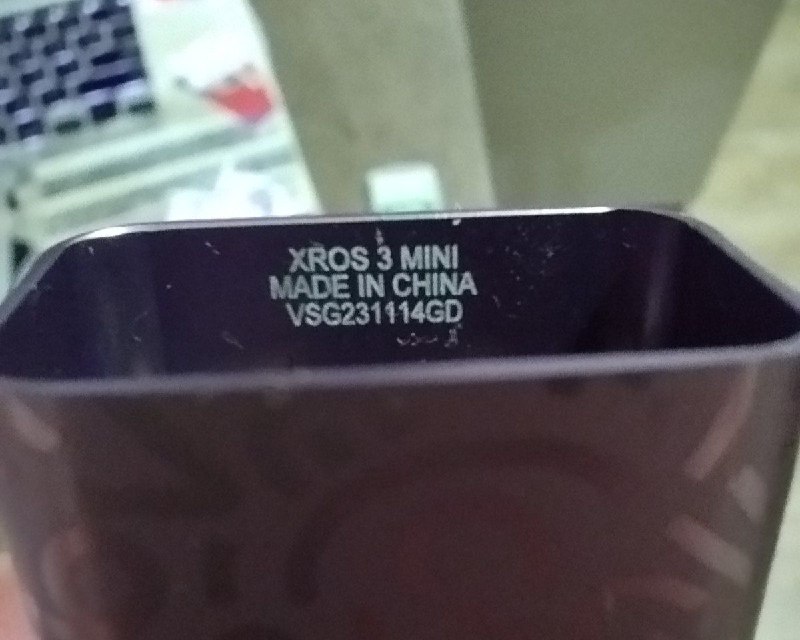 XROS 3 MINI
MADE IN CHINA
VSG231114GD